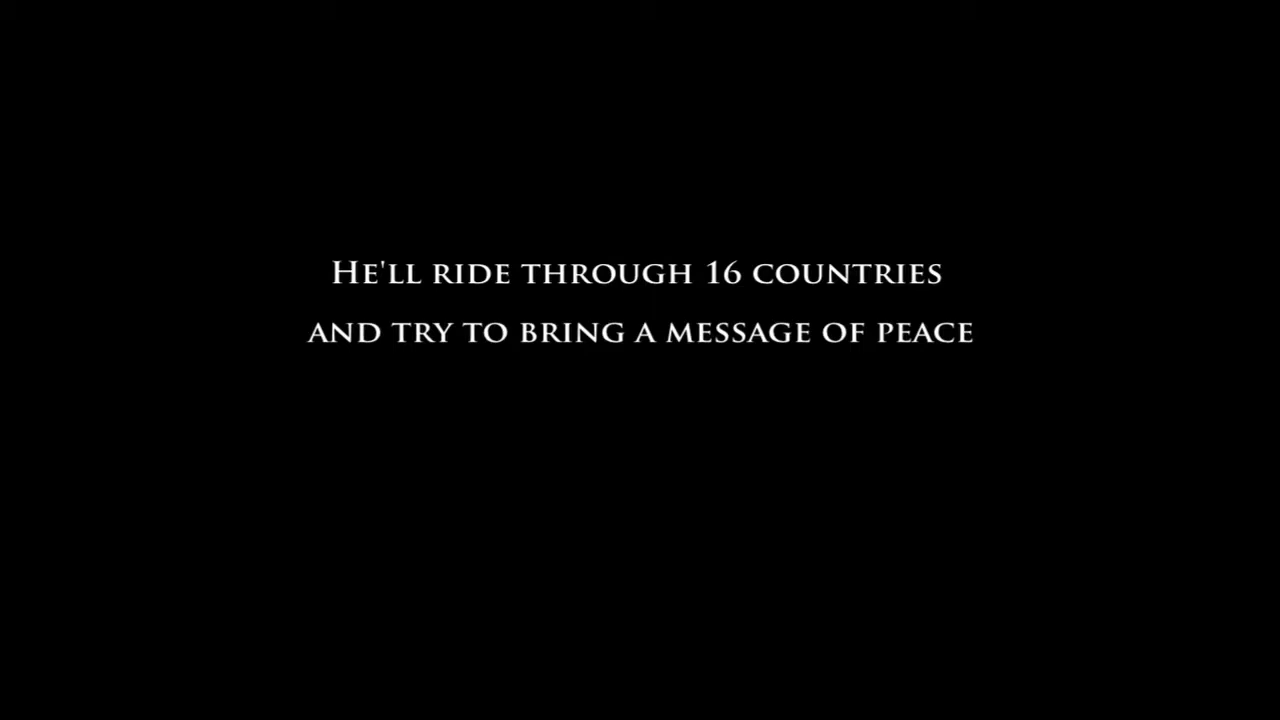 He'll ride through 16 countries
and try to bring a message of peace